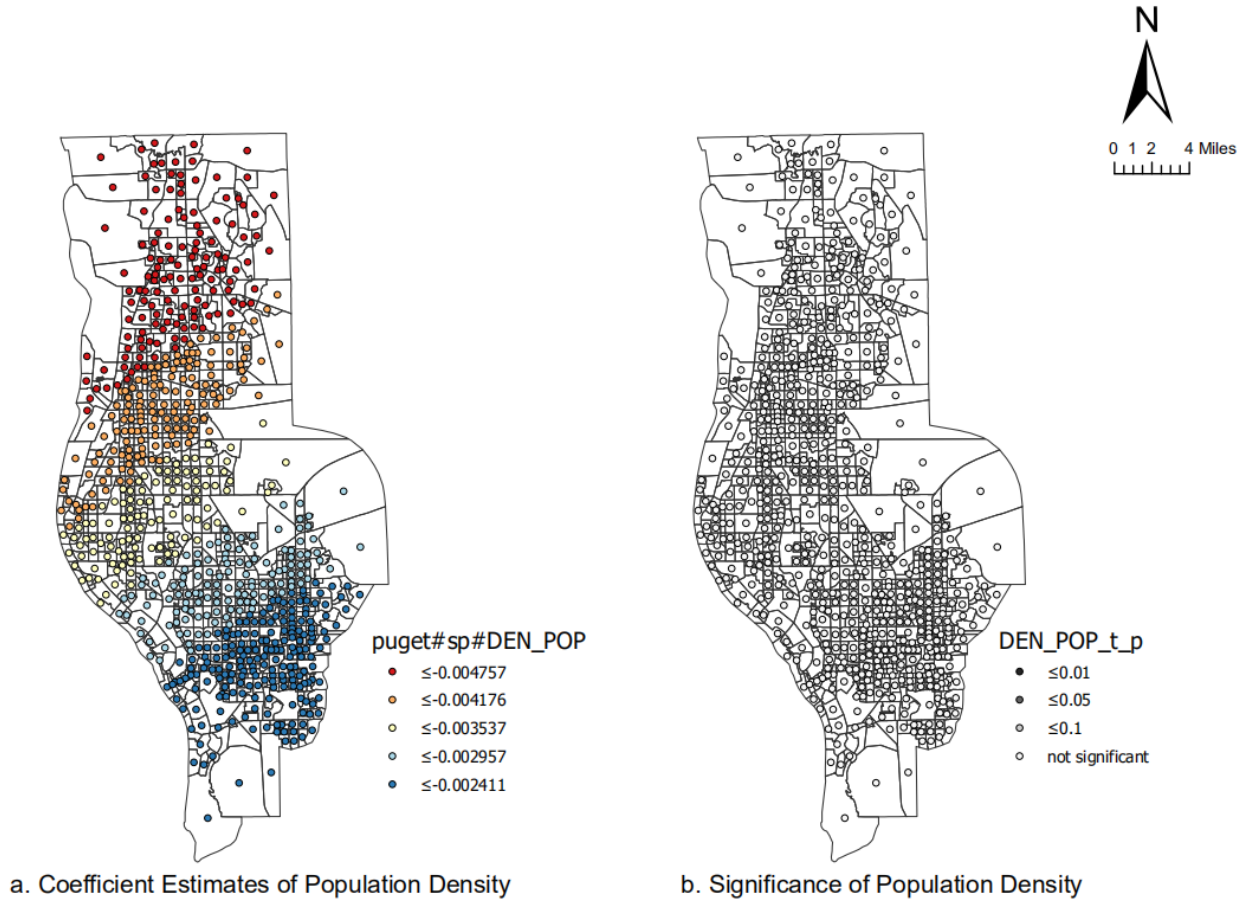 N
0 1 2 4 Miles
puget#sp#DEN_POP
≤-0.004757
≤-0.004176
≤-0.003537
≤-0.002957
≤-0.002411
DEN_POP_t_p
≤0.01
≤0.05
≤0.1
not significant
a. Coefficient Estimates of Population Density
b. Significance of Population Density